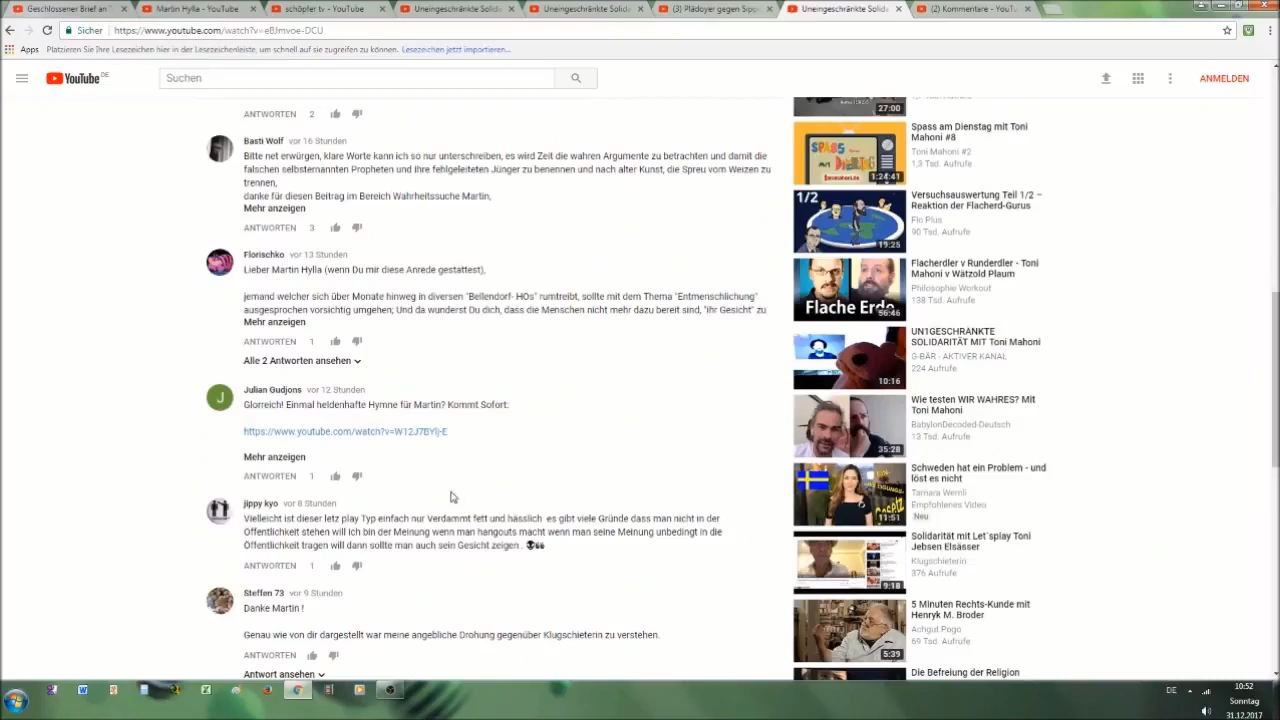 Geschlossener Brief an T
Martin Hylla - YouTube
schöpfer tv - YouTube
Uneingeschränkte Solid
Uneingeschränkte Solid
(3) Plädoyer gegen Sipp
Uneingeschränkte Solid
(2) Kommentare - YouTu
Sicher
https://www.youtube.com/watch?v=eBJmvoe-DCU
Apps
Platzieren Sie Ihre Lesezeichen hier in der Lesezeichenleiste, um schnell auf sie zugreifen zu können.
Lesezeichen jetzt importieren...
YouTube DE
Suchen
ANMELDEN
ANTWORTEN 2
Basti Wolf vor 16 Stunden
Bitte net erwürgen, klare Worte kann ich so nur unterschreiben, es wird Zeit die wahren Argumente zu betrachten und damit die
falschen selbsternannten Propheten und Ihre fehlgeleiteten Jünger zu benennen und nach alter Kunst, die Spreu vom Weizen zu
trennen,
danke für diesen Beitrag im Bereich Wahrheitssuche Martin,
Mehr anzeigen
ANTWORTEN 3
Florischko vor 13 Stunden
Lieber Martin Hylla (wenn Du mir diese Anrede gestattest),
jemand welcher sich über Monate hinweg in diversen "Bellendorf- HOs" rumtreibt, sollte mit dem Thema "Entmenschlichung"
ausgesprochen vorsichtig umgehen; Und da wunderst Du dich, dass die Menschen nicht mehr dazu bereit sind, "ihr Gesicht" zu
Mehr anzeigen
ANTWORTEN 1
Alle 2 Antworten ansehen
J
Julian Gudjons vor 12 Stunden
Glorreich! Einmal heldenhafte Hymne für Martin? Kommt Sofort:
https://www.youtube.com/watch?v=W12J7BYlj-E
Mehr anzeigen
ANTWORTEN 1
jippy kyo vor 8 Stunden
Vielleicht ist dieser letz play Typ einfach nur Verdammt fett und hässlich es gibt viele Gründe dass man nicht in der
Öffentlichkeit stehen will Ich bin der Meinung wenn man hangouts macht wenn man seine Meinung unbedingt in die
Öffentlichkeit tragen will dann sollte man auch sein Gesicht zeigen .
ANTWORTEN 1
Steffen 73 vor 9 Stunden
Danke Martin !
Genau wie von dir dargestellt war meine angebliche Drohung gegenüber Klugschieterin zu verstehen.
ANTWORTEN
Antwort ansehen
27:00
SPASS AM DIENSTAG
1:24:41
Spass am Dienstag mit Toni
Mahoni #8
Toni Mahoni #2
1,3 Tsd. Aufrufe
1/2
19:25
Versuchsauswertung Teil 1/2 –
Reaktion der Flacherd-Gurus
Flo Plus
90 Tsd. Aufrufe
Flache Erde
56:46
Flacherdler v Runderdler - Toni
Mahoni v Wätzold Plaum
Philosophie Workout
138 Tsd. Aufrufe
10:16
UN1GESCHRÄNKTE
SOLIDARITÄT MIT Toni Mahoni
G-BÄR - AKTIVER KANAL
224 Aufrufe
35:28
Wie testen WIR WAHRES? Mit
Toni Mahoni
BabylonDecoded-Deutsch
13 Tsd. Aufrufe
11:51
Schweden hat ein Problem - und
löst es nicht
Tamara Wernli
Empfohlenes Video
Neu
9:18
Solidarität mit Let´splay Toni
Jebsen Elsässer
Klugschieterin
376 Aufrufe
5:39
5 Minuten Rechts-Kunde mit
Henryk M. Broder
Achgut Pogo
69 Tsd. Aufrufe
Die Befreiung der Religion
DE
10:52
Sonntag
31.12.2017